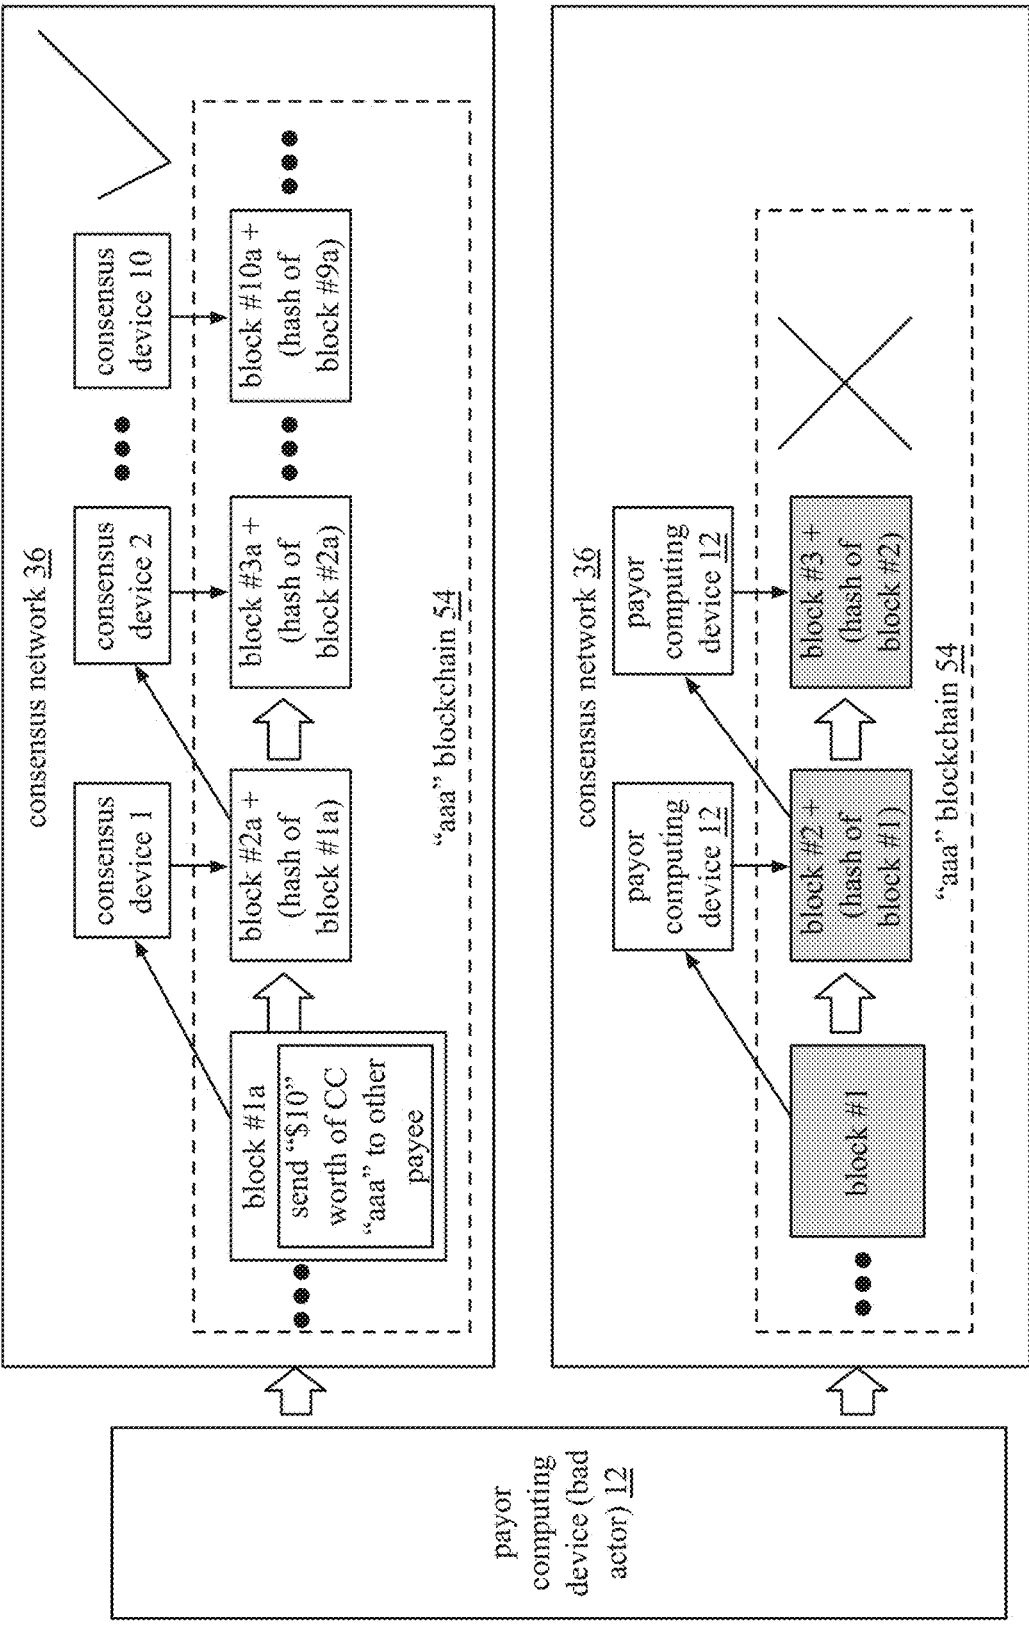 payor
computing
device (bad
actor) 12
consensus network 36
consensus
device 1
consensus
device 2
consensus
device 10
block #1a
send “$10”
worth of CC
“aaa” to other
payee
block #2a +
(hash of
block #1a)
block #3a +
(hash of
block #2a)
block #10a +
(hash of
block #9a)
“aaa” blockchain 54
consensus network 36
payor
computing
device 12
payor
computing
device 12
block #1
block #2 +
(hash of
block #1)
block #3 +
(hash of
block #2)
“aaa” blockchain 54